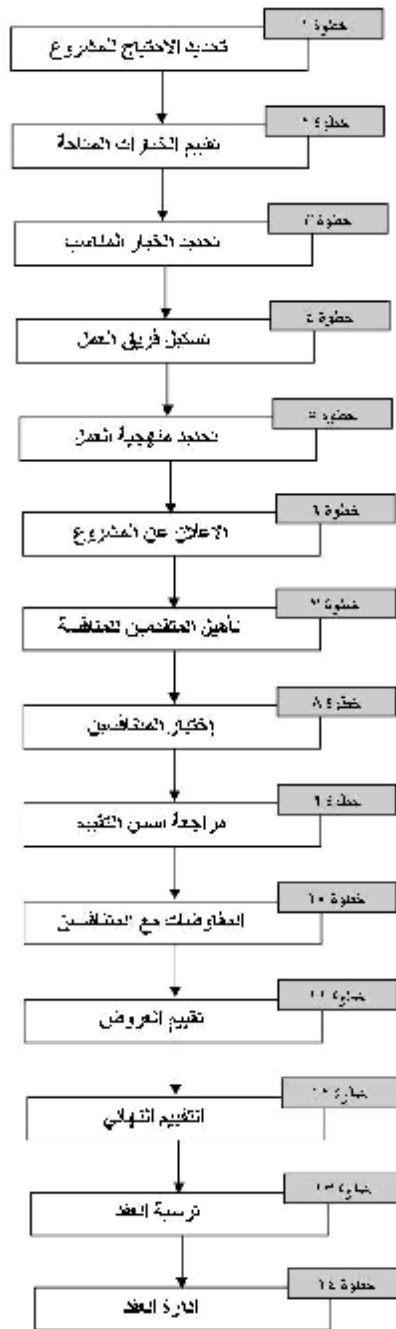 خطوة ١
تحديد الاحتياج للمشروع
خطوة ٢
تقييم الخيارات المتاحة
خطوة ٣
تحديد الخيار المناسب
خطوة ٤
تشكيل فريق العمل
خطوة ٥
تحديد منهجية العمل
خطوة ٦
الاعلان عن المشروع
خطوة ٧
تأهيل المتقدمين للمنافسة
خطوة ٨
إختيار المتنافسين
خطوة ٩
مراجعة اسس التقييم
خطوة ١٠
المفاوضات مع المتنافسين
خطوة ١١
تقييم العروض
خطوة ١٢
التقييم النهائي
خطوة ١٣
ترسية العقد
خطوة ١٤
ادارة العقد